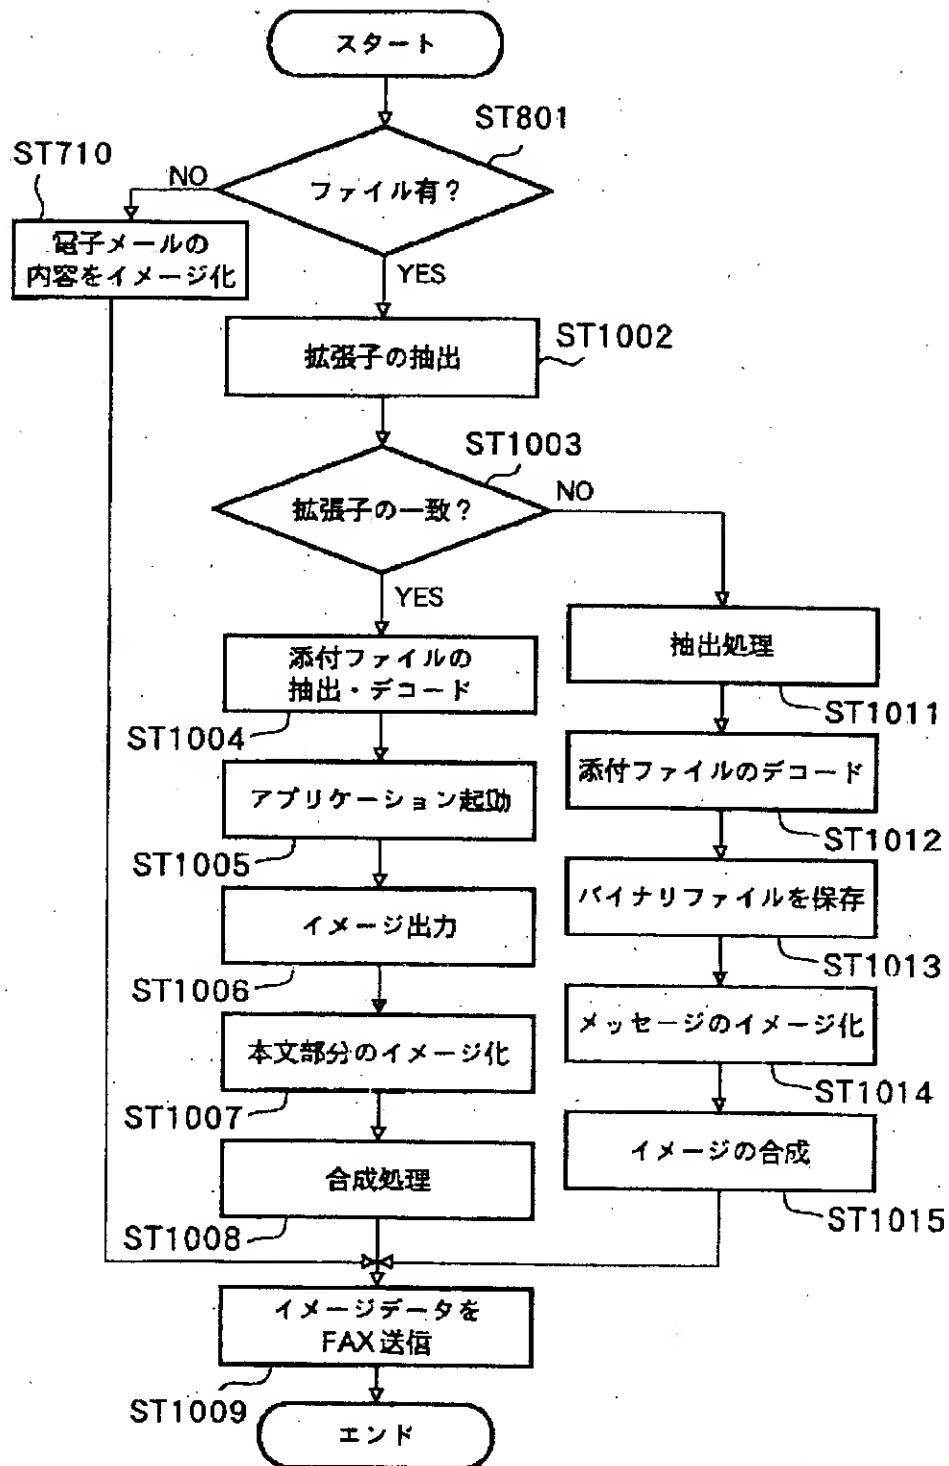 スタート
ST801
ST710
NO
ファイル有?
電子メールの
内容をイメージ化
YES
拡張子の抽出
ST1002
ST1003
拡張子の一致?
NO
YES
添付ファイルの
抽出・デコード
ST1004
抽出処理
ST1011
アプリケーション起動
ST1005
添付ファイルのデコード
ST1012
イメージ出力
ST1006
バイナリファイルを保存
ST1013
本文部分のイメージ化
ST1007
メッセージのイメージ化
ST1014
合成処理
ST1008
イメージの合成
ST1015
イメージデータを
FAX送信
ST1009
エンド